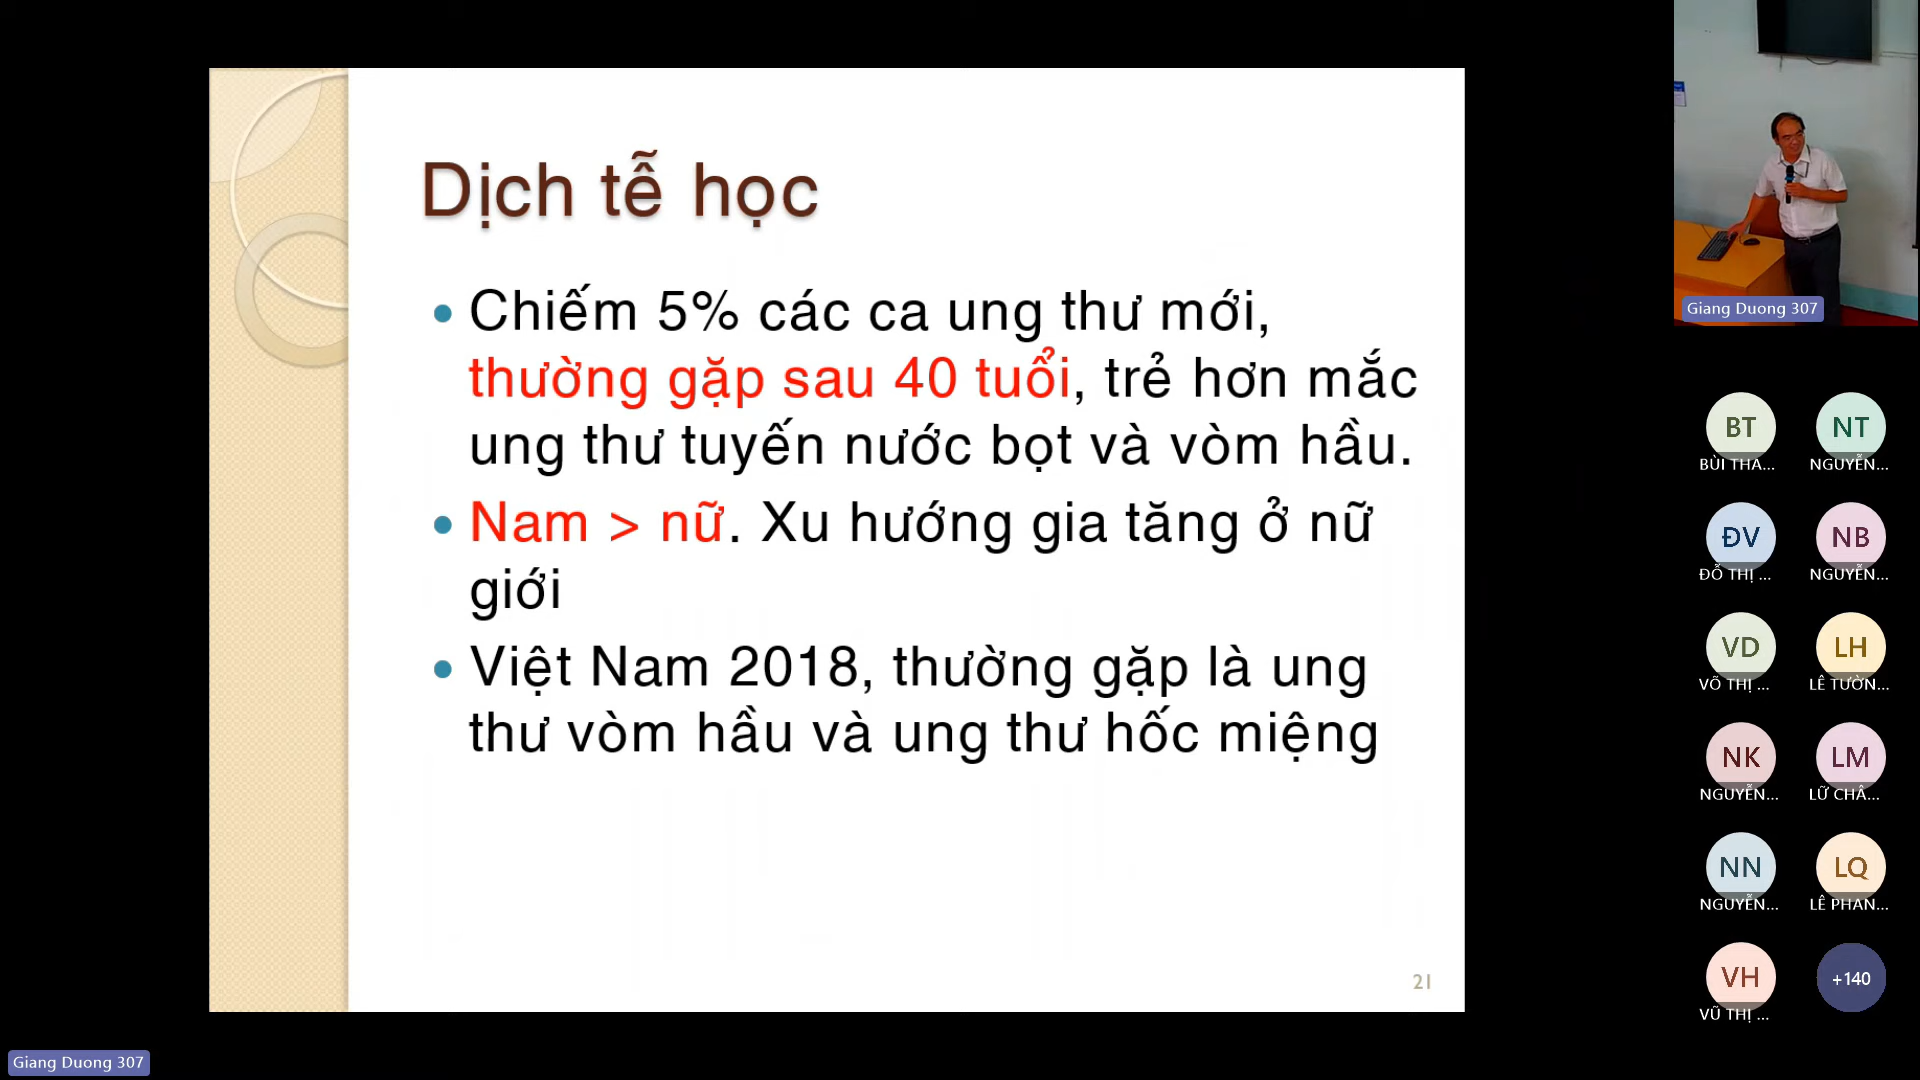 Dịch tễ học
Chiếm 5% các ca ung thư mới,
thường gặp sau 40 tuổi, trẻ hơn mắc
ung thư tuyến nước bọt và vòm hầu.
Nam > nữ. Xu hướng gia tăng ở nữ
giới
Việt Nam 2018, thường gặp là ung
thư vòm hầu và ung thư hốc miệng
21
Giang Duong 307
BT
BÙI THA...
NT
NGUYỄN...
ĐV
ĐỖ THỊ ...
NB
NGUYỄN...
VD
VÕ THỊ ...
LH
LÊ TƯỜN...
NK
NGUYỄN...
LM
LỮ CHÂ...
NN
NGUYỄN...
LQ
LÊ PHAN...
VH
VŨ THỊ ...
+140
Giang Duong 307